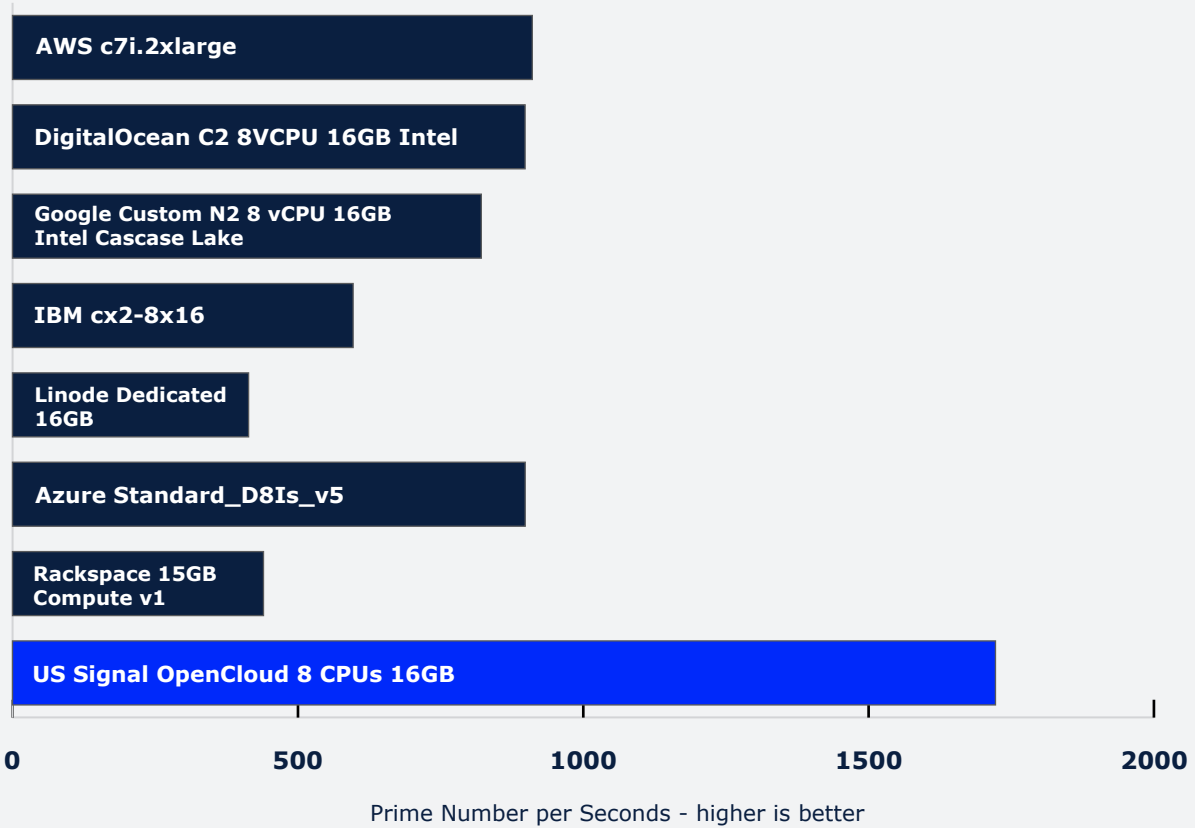 AWS c7i.2xlarge
DigitalOcean C2 8VCPU 16GB Intel
Google Custom N2 8 vCPU 16GB
Intel Cascase Lake
IBM cx2-8x16
Linode Dedicated
16GB
Azure Standard_D8Is_v5
Rackspace 15GB
Compute v1
US Signal OpenCloud 8 CPUs 16GB
0 500 1000 1500 2000
Prime Number per Seconds - higher is better